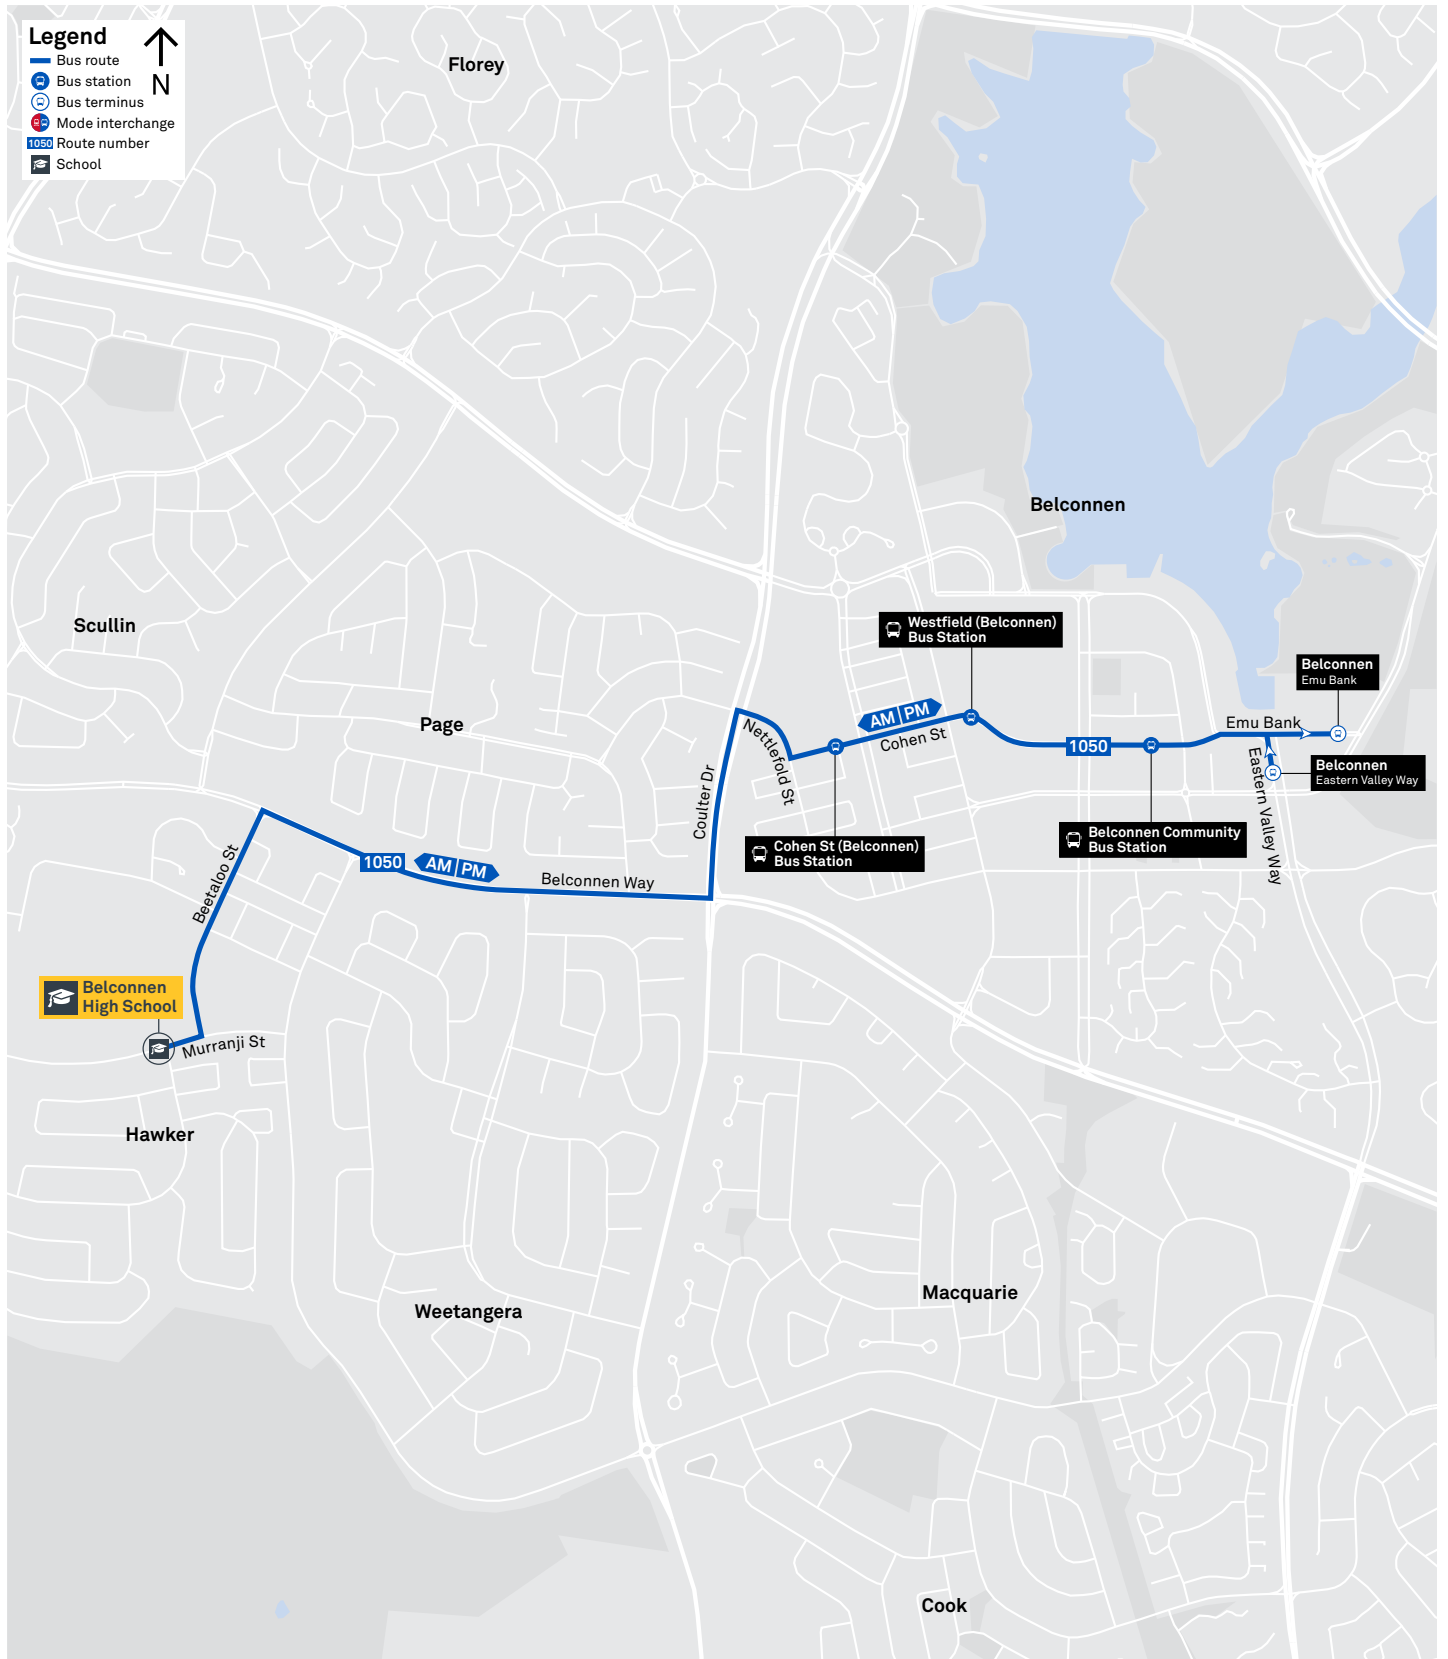 Legend
N
Bus route
Bus station
Bus terminus
Mode interchange
1050 Route number
School
Florey
Belconnen
Scullin
Westfield (Belconnen)
Bus Station
Belconnen
Emu Bank
Page
AM PM
Cohen St
Nettlefold St
Emu Bank
1050
Eastern Valley Way
Belconnen
Eastern Valley Way
Coulter Dr
Cohen St (Belconnen)
Bus Station
Belconnen Community
Bus Station
1050
AM PM
Belconnen Way
Beetaloo St
Belconnen
High School
Murranji St
Hawker
Macquarie
Weetangera
Cook